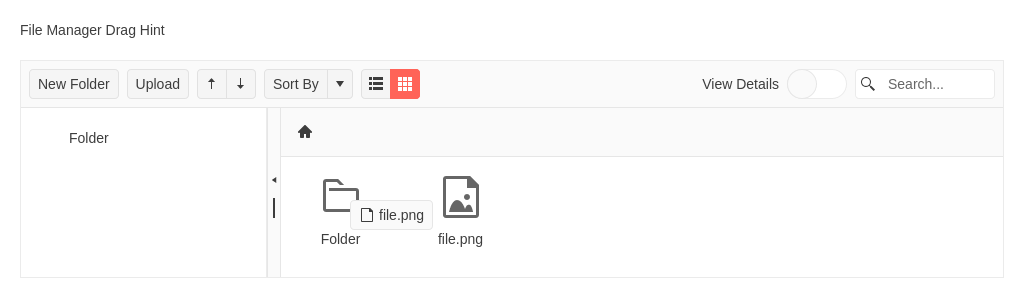 File Manager Drag Hint
New Folder Upload Sort By View Details Search...
Folder
file.png
Folder file.png